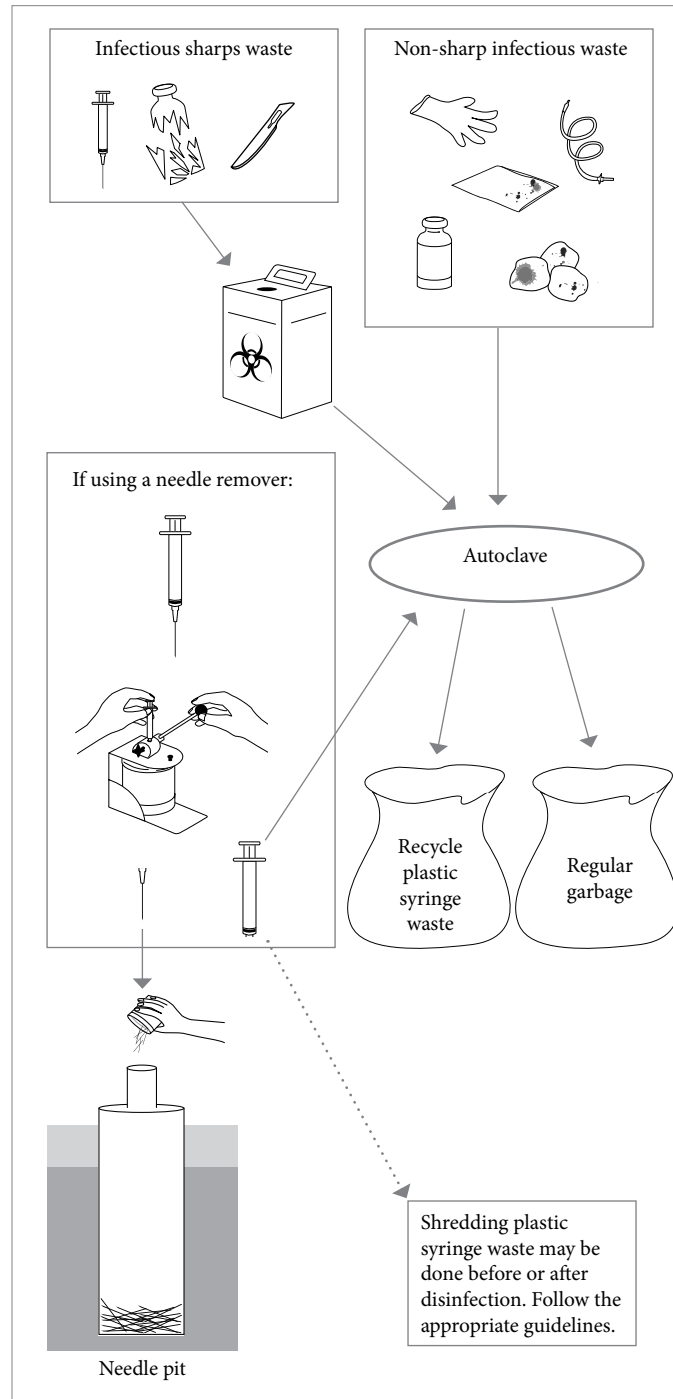 Infectious sharps waste
Non-sharp infectious waste
If using a needle remover:
Autoclave
Recycle
plastic
syringe
waste
Regular
garbage
Shredding plastic
syringe waste may be
done before or after
disinfection. Follow the
appropriate guidelines.
Needle pit